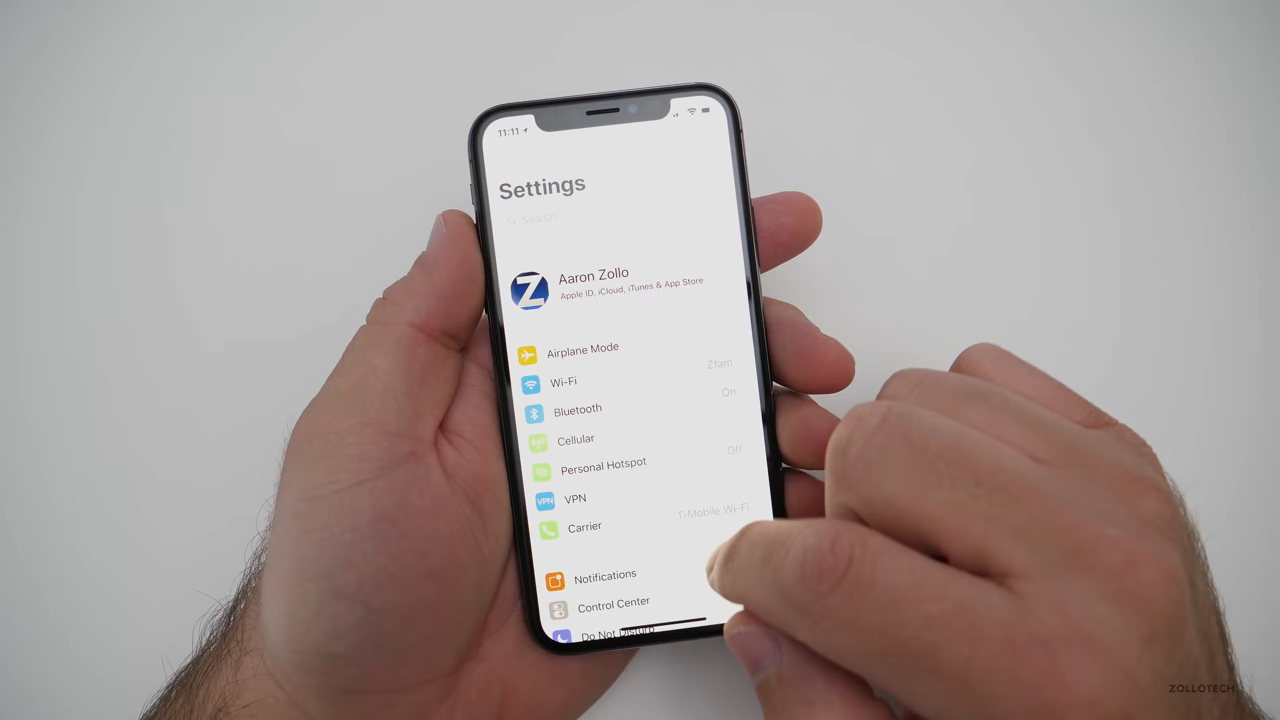 11:11
Settings
Search
Z
Aaron Zollo
Apple ID, iCloud, iTunes & App Store
Airplane Mode
Wi-Fi Z1am
Bluetooth On
Cellular
Personal Hotspot Off
VPN VPN
Carrier T-Mobile Wi-Fi
Notifications
Control Center
Do Not Disturb
ZOLLOTECH